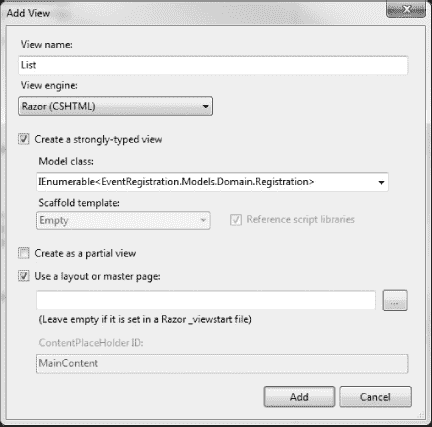 Add View
View name:
List
View engine:
Razor (CSHTML)
Create a strongly-typed view
Model class:
IEnumerable<EventRegistration.Models.Domain.Registration>
Scaffold template:
Empty
Reference script libraries
Create as a partial view
Use a layout or master page:
...
(Leave empty if it is set in a Razor _viewstart file)
ContentPlaceHolder ID:
MainContent
Add
Cancel